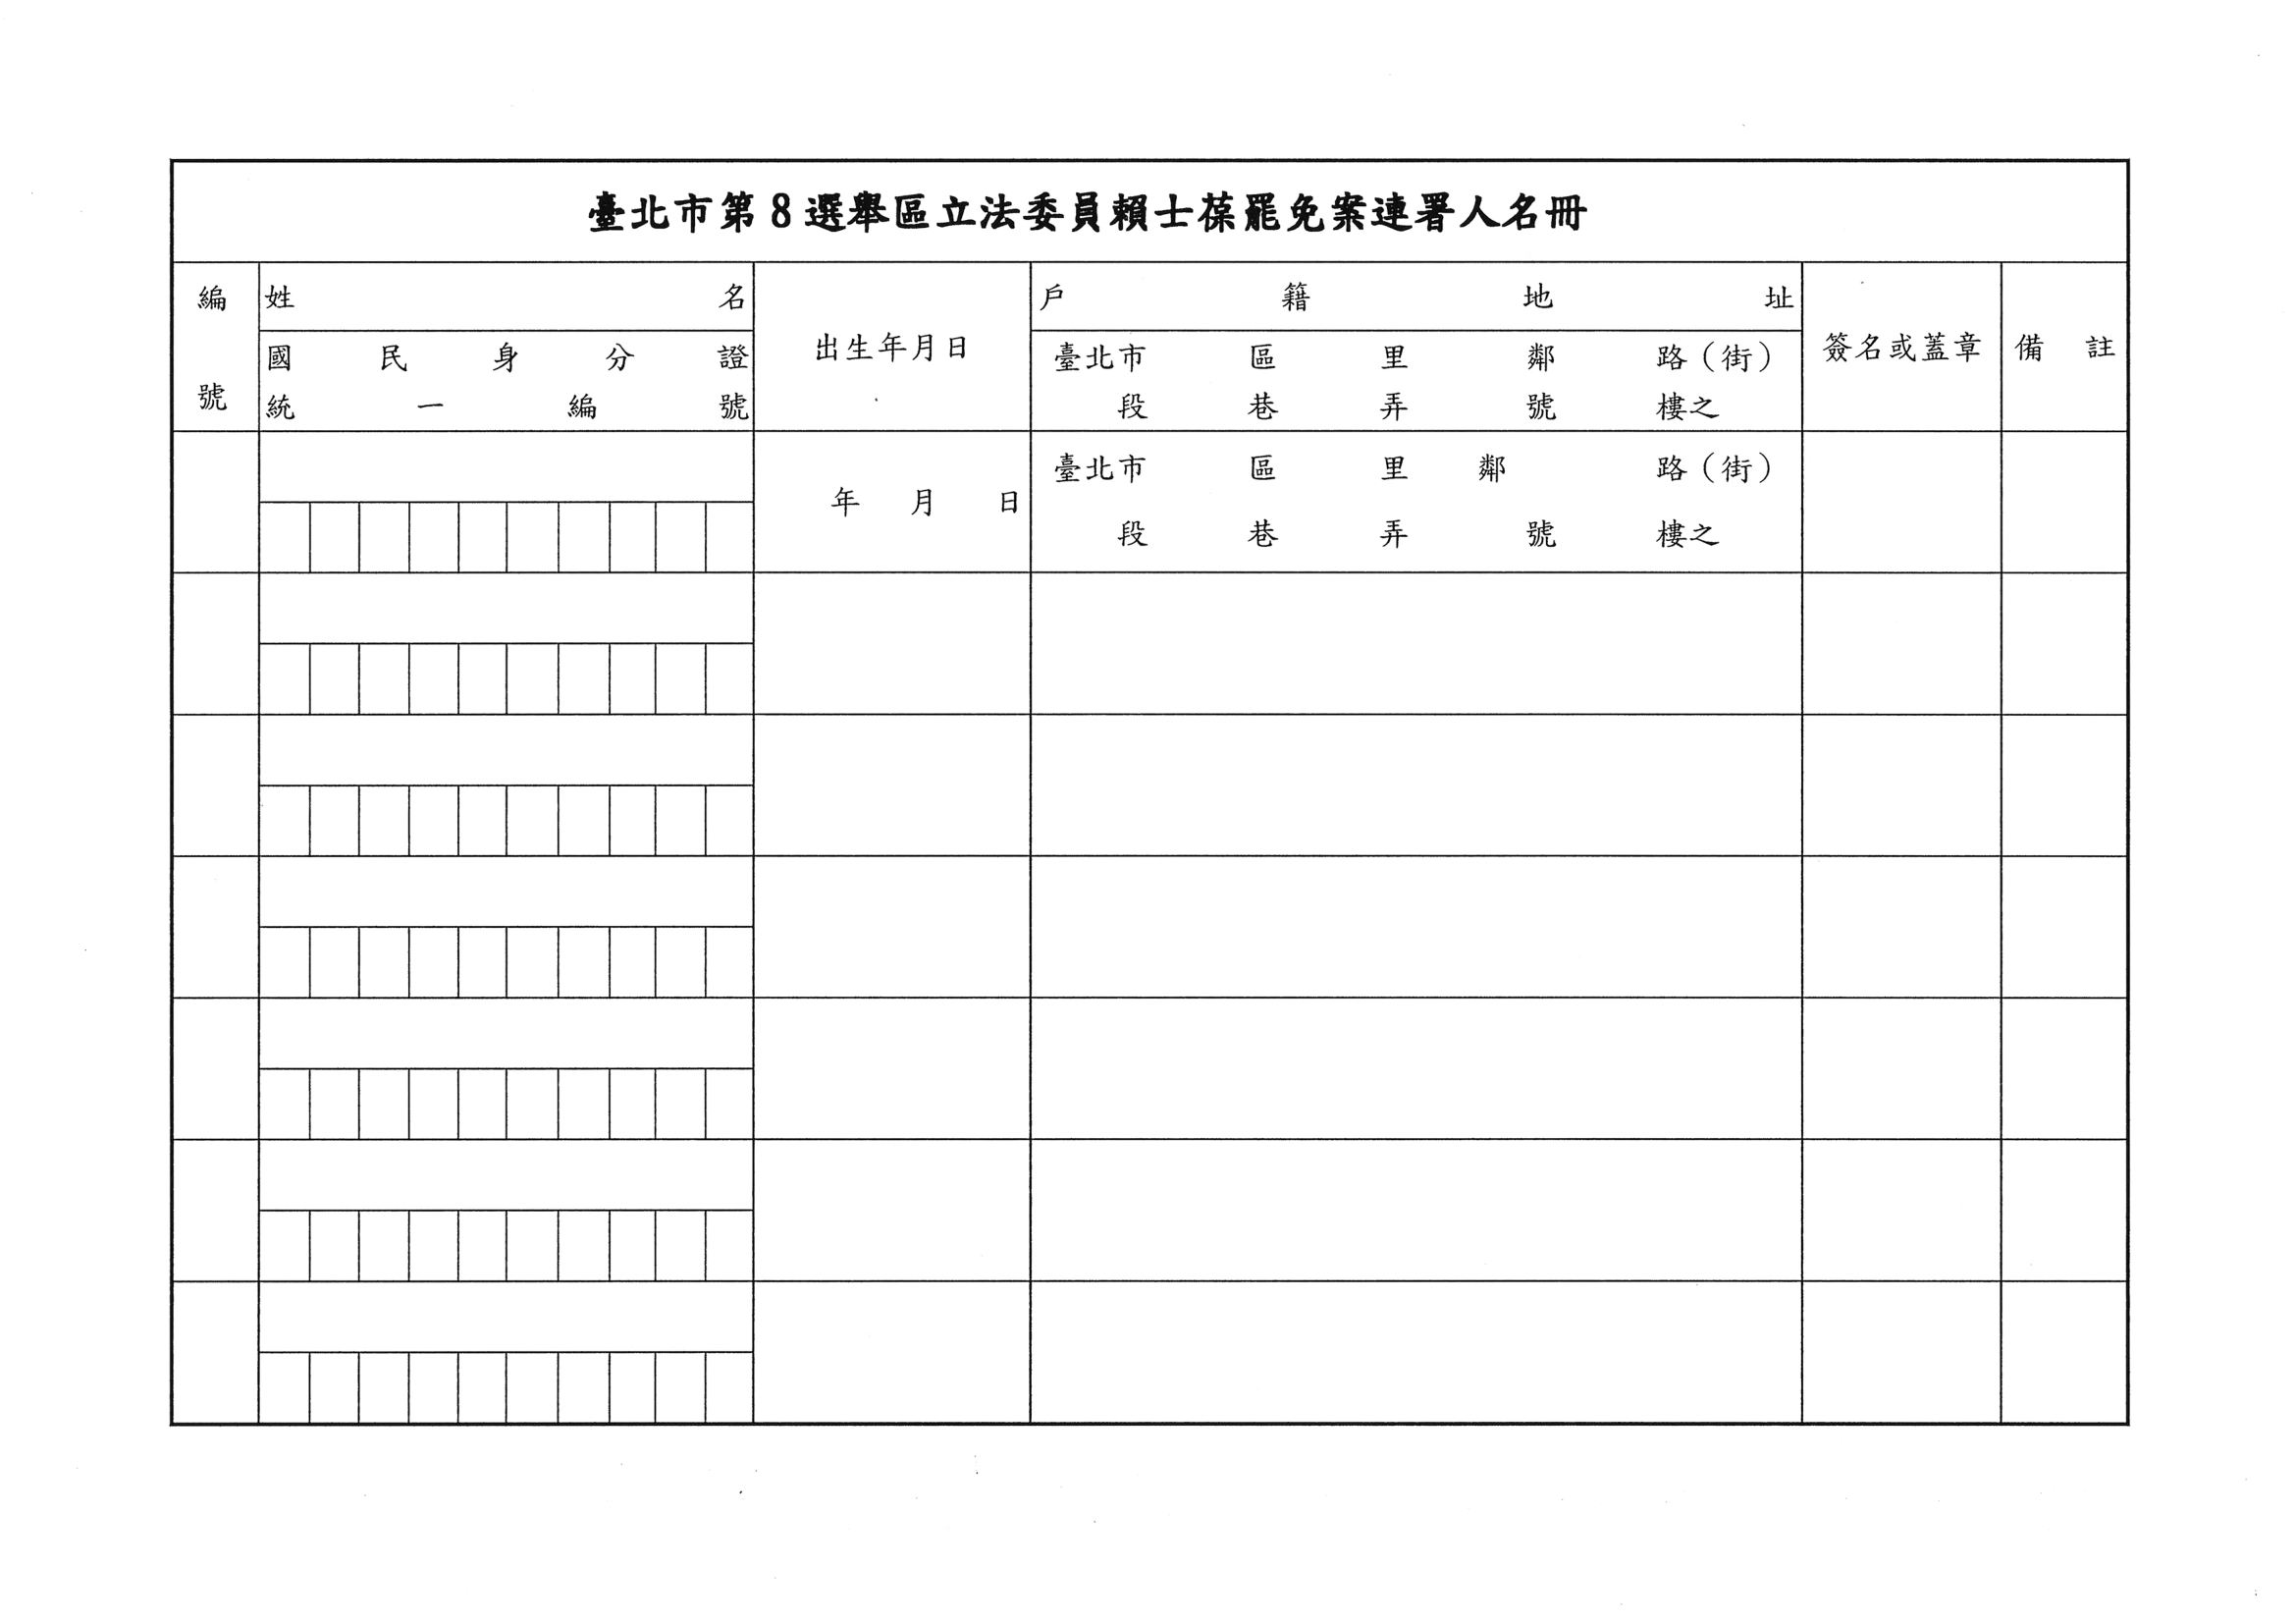 臺北市第8選舉區立法委員賴士葆罷免案連署人名冊
編號
姓名
國民身分證
統一編號
出生年月日
戶籍地址
臺北市 區 里 鄰 路（街）
段 巷 弄 號 樓之
簽名或蓋章
備註
年 月 日
臺北市 區 里 鄰 路（街）
段 巷 弄 號 樓之